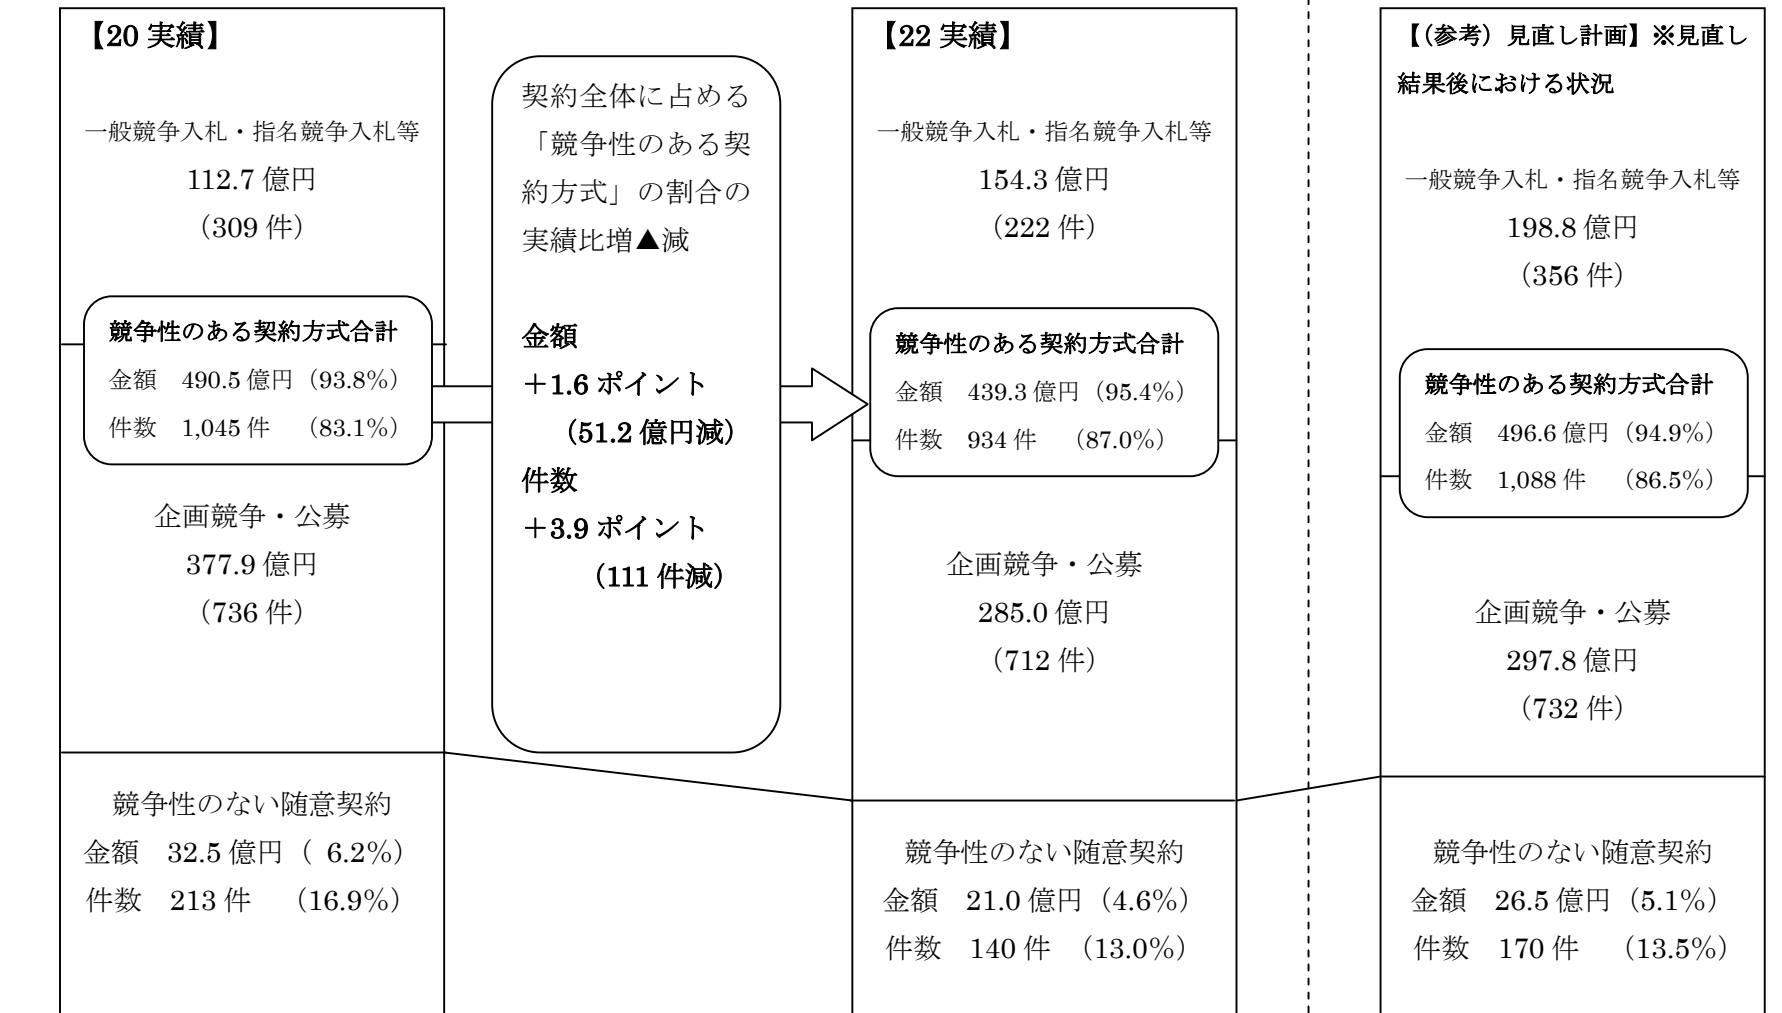 【20 実績】
一般競争入札・指名競争入札等
112.7 億円
（309 件）
競争性のある契約方式合計
金額　490.5 億円（93.8%）
件数　1,045 件　（83.1%）
企画競争・公募
377.9 億円
（736 件）
競争性のない随意契約
金額　32.5 億円（ 6.2%）
件数　213 件　（16.9%）
契約全体に占める
「競争性のある契
約方式」の割合の
実績比増▲減
金額
＋1.6 ポイント
（51.2 億円減）
件数
＋3.9 ポイント
（111 件減）
【22 実績】
一般競争入札・指名競争入札等
154.3 億円
（222 件）
競争性のある契約方式合計
金額　439.3 億円（95.4%）
件数　934 件　（87.0%）
企画競争・公募
285.0 億円
（712 件）
競争性のない随意契約
金額　21.0 億円（4.6%）
件数　140 件　（13.0%）
【（参考）見直し計画】※見直し
結果後における状況
一般競争入札・指名競争入札等
198.8 億円
（356 件）
競争性のある契約方式合計
金額　496.6 億円（94.9%）
件数　1,088 件　（86.5%）
企画競争・公募
297.8 億円
（732 件）
競争性のない随意契約
金額　26.5 億円（5.1%）
件数　170 件　（13.5%）